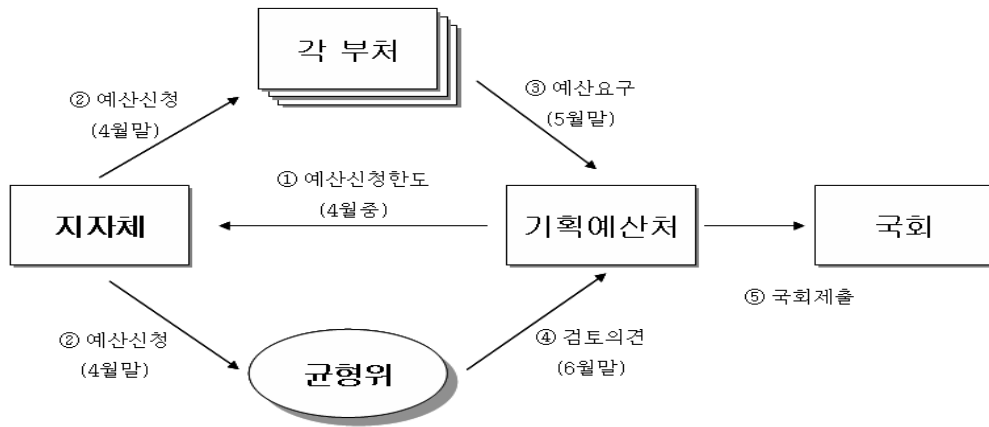 각 부처
② 예산신청
(4월말)
③ 예산요구
(5월말)
① 예산신청한도
(4월중)
지자체
기획예산처
국회
⑤ 국회제출
② 예산신청
(4월말)
균형위
④ 검토의견
(6월말)